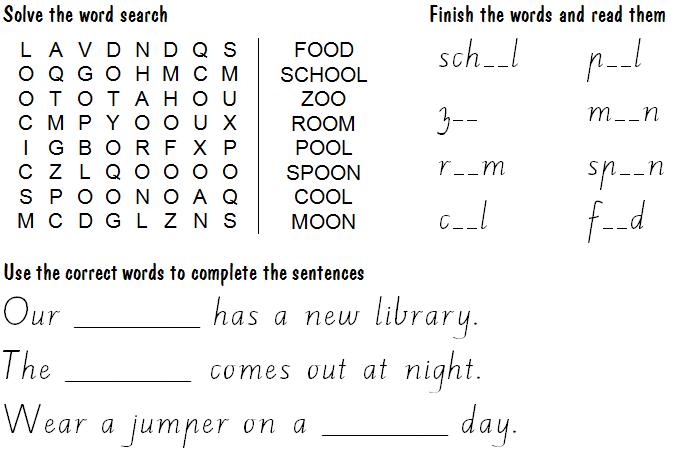 Solve the word search
L A V D N D Q S
O Q G O H M C M
O T O T A H O U
C M P Y O O U X
I G B O R F X P
C Z L Q O O O O
S P O O N O A Q
M C D G L Z N S
FOOD
SCHOOL
ZOO
ROOM
POOL
SPOON
COOL
MOON
Finish the words and read them
sch__l p__l
z__ m__n
r__m sp__n
c__l f__d
Use the correct words to complete the sentences
Our ________ has a new library.
The ________ comes out at night.
Wear a jumper on a ________ day.